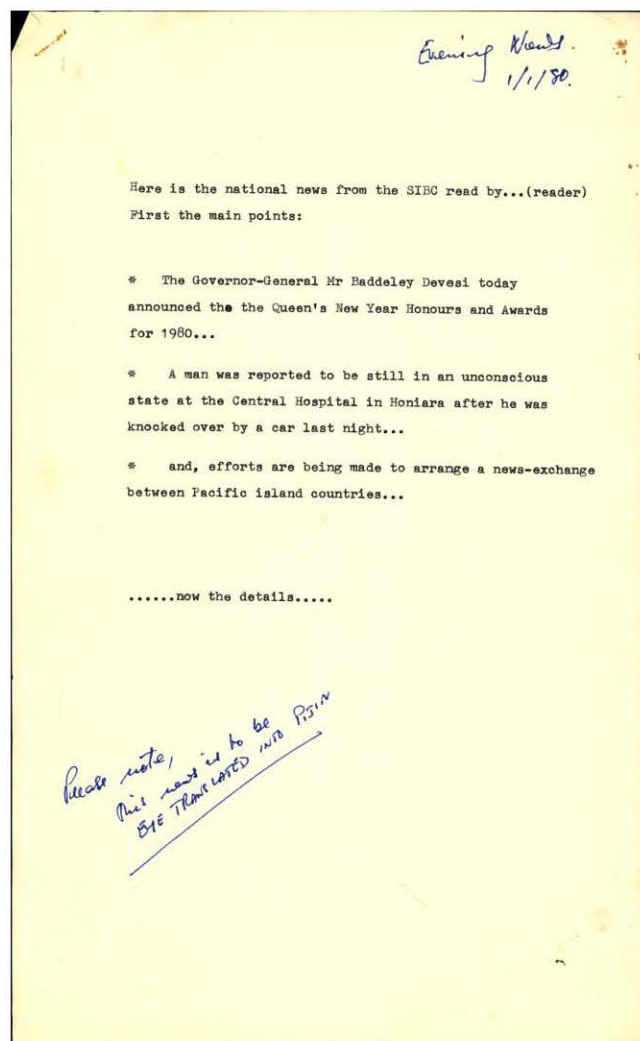 Evening News.
1/1/80.
Here is the national news from the SIBC read by...(reader)
First the main points:
* The Governor-General Mr Baddeley Devesi today
announced the the Queen's New Year Honours and Awards
for 1980...
* A man was reported to be still in an unconscious
state at the Central Hospital in Honiara after he was
knocked over by a car last night...
* and, efforts are being made to arrange a news-exchange
between Pacific island countries...
......now the details.....
Please note,
this news is to be
EYE TRANSLATED INTO PIJIN